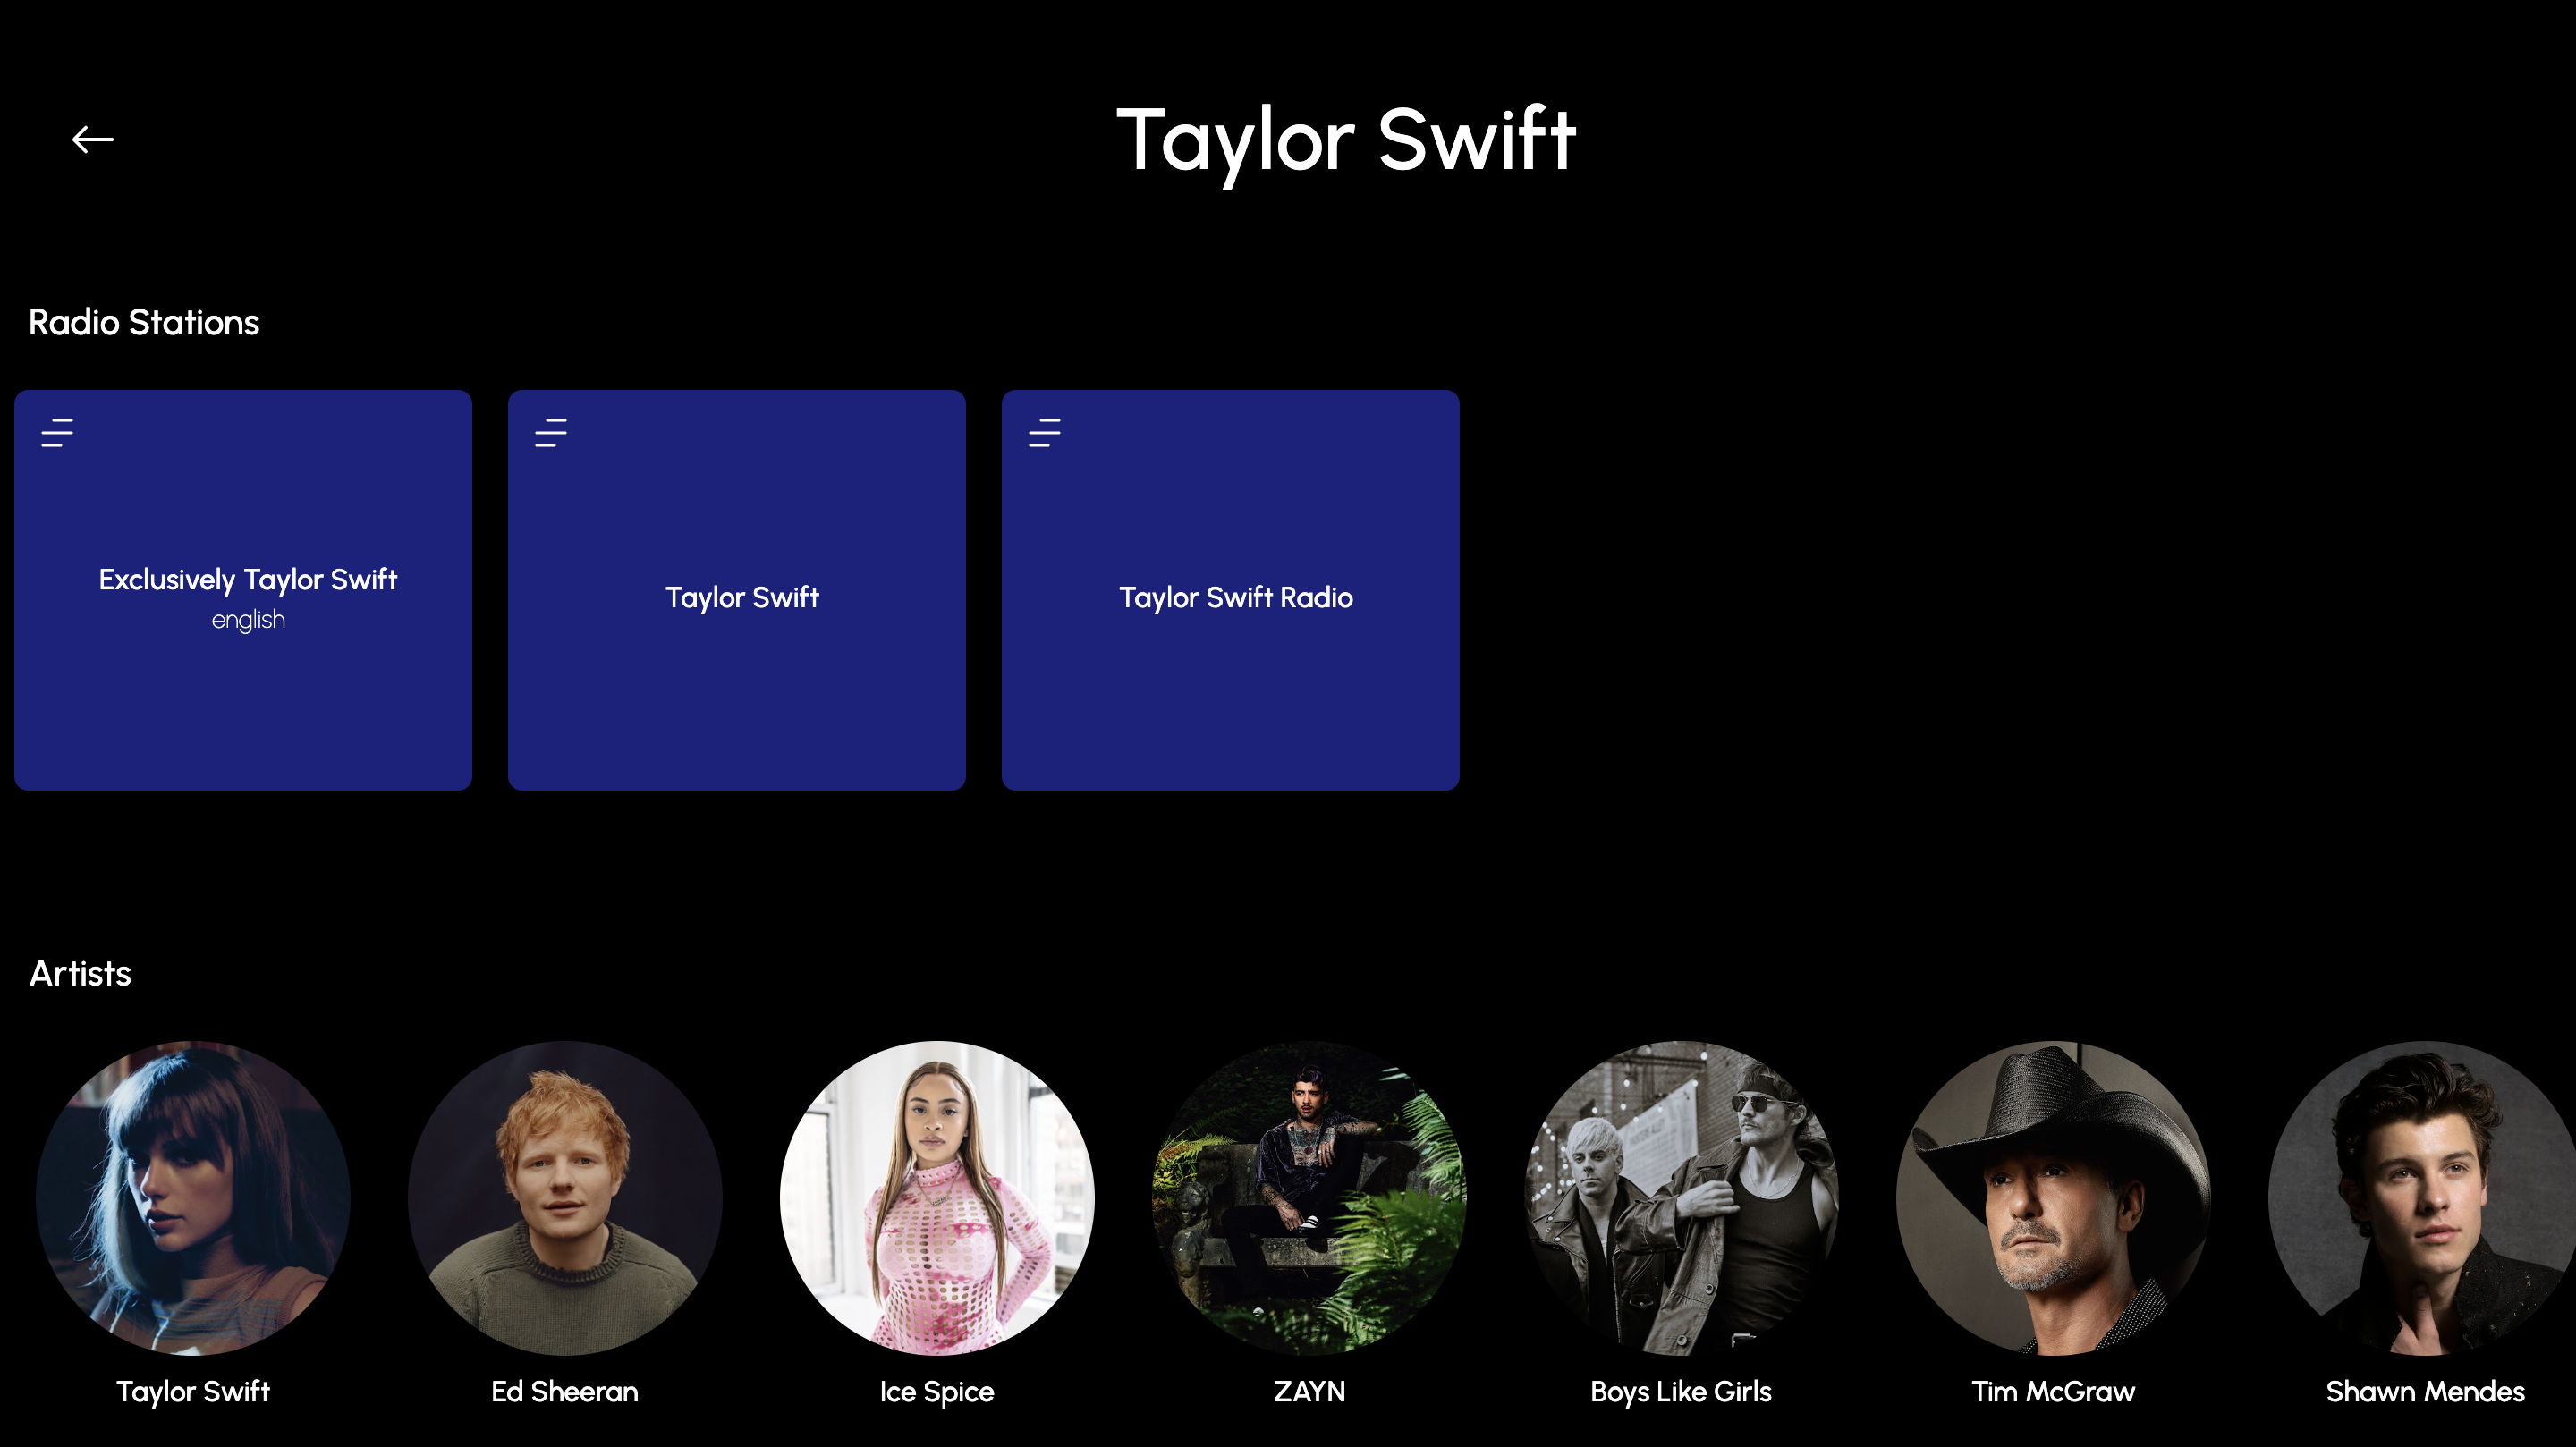 Taylor Swift
Radio Stations
Exclusively Taylor Swift
english
Taylor Swift
Taylor Swift Radio
Artists
Taylor Swift
Ed Sheeran
Ice Spice
ZAYN
Boys Like Girls
Tim McGraw
Shawn Mendes